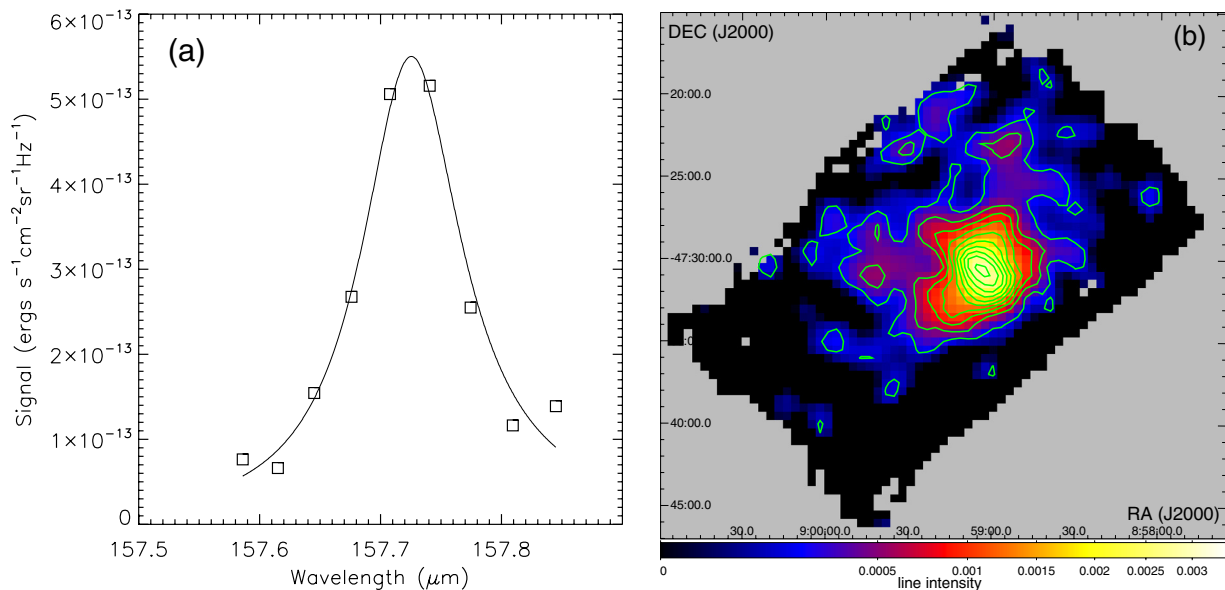 (a)
Signal (ergs s⁻¹cm⁻²sr⁻¹Hz⁻¹)
6×10⁻¹³
5×10⁻¹³
4×10⁻¹³
3×10⁻¹³
2×10⁻¹³
1×10⁻¹³
0
157.5 157.6 157.7 157.8
Wavelength (μm)
DEC (J2000)
(b)
20:00.0
25:00.0
-47:30:00.0
40:00.0
45:00.0
RA (J2000)
30.0 9:00:00.0 30.0 59:00.0 30.0 8:58:00.0
0 0.0005 0.001 0.0015 0.002 0.0025 0.003
line intensity